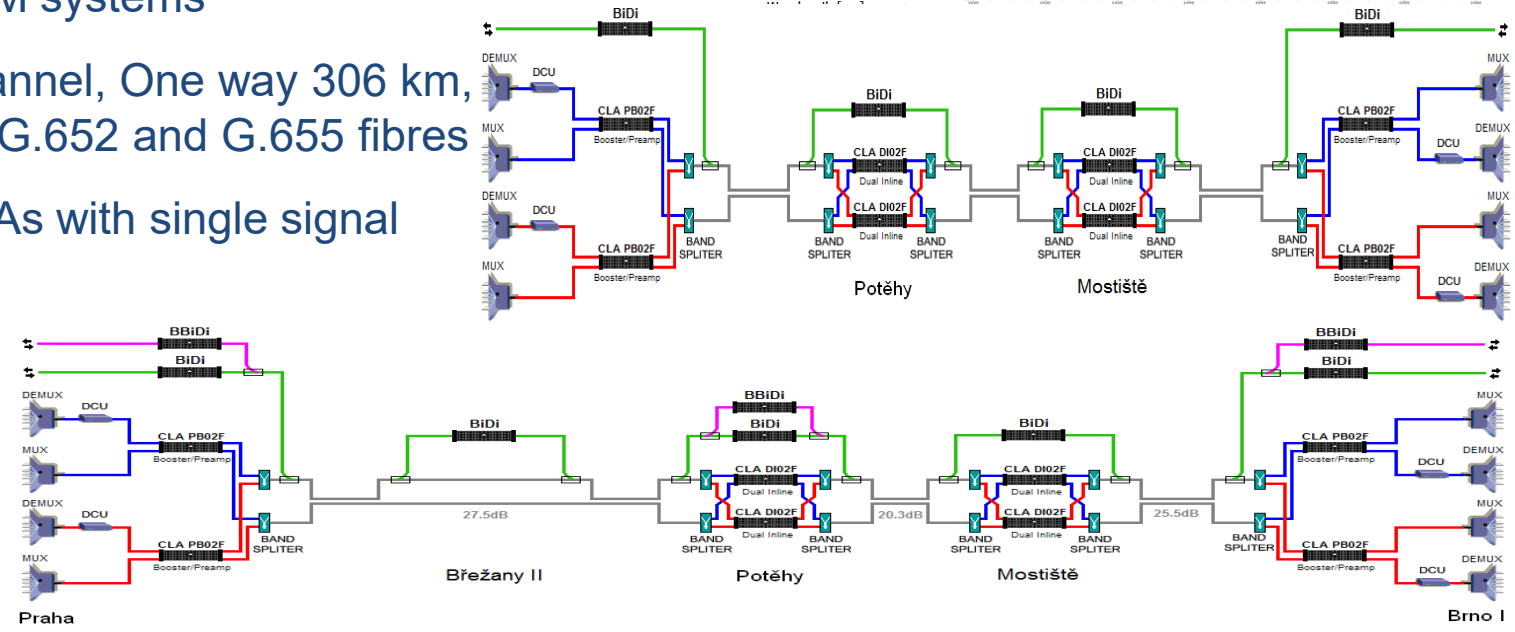 M systems
annel, One way 306 km,
G.652 and G.655 fibres
As with single signal
BiDi
BiDi
DEMUX
DCU
CLA PB02F
Booster/Preamp
MUX
DEMUX
DCU
CLA PB02F
Booster/Preamp
MUX
BAND
SPLITER
BiDi
CLA DI02F
Dual Inline
CLA DI02F
Dual Inline
BAND
SPLITER
BAND
SPLITER
Potěhy
BiDi
CLA DI02F
Dual Inline
CLA DI02F
Dual Inline
BAND
SPLITER
BAND
SPLITER
Mostiště
BAND
SPLITER
MUX
CLA PB02F
Booster/Preamp
DEMUX
DCU
MUX
CLA PB02F
Booster/Preamp
DEMUX
DCU
BBiDi
BiDi
DEMUX
DCU
CLA PB02F
Booster/Preamp
MUX
DEMUX
DCU
CLA PB02F
Booster/Preamp
MUX
BAND
SPLITER
Praha
BiDi
27.5dB
Břežany II
BBiDi
BiDi
CLA DI02F
Dual Inline
CLA DI02F
Dual Inline
BAND
SPLITER
BAND
SPLITER
Potěhy
20.3dB
BiDi
CLA DI02F
Dual Inline
CLA DI02F
Dual Inline
BAND
SPLITER
BAND
SPLITER
Mostiště
25.5dB
BBiDi
BiDi
BAND
SPLITER
MUX
CLA PB02F
Booster/Preamp
DEMUX
DCU
MUX
CLA PB02F
Booster/Preamp
DEMUX
DCU
Brno I